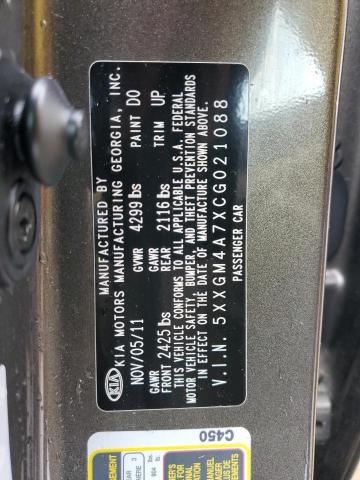 MANUFACTURED BY
KIA KIA MOTORS MANUFACTURING GEORGIA, INC.
NOV/05/11 GVWR 4299 lbs PAINT D0
GAWR FRONT 2425 lbs GAWR REAR 2116 lbs TRIM UP
THIS VEHICLE CONFORMS TO ALL APPLICABLE U.S.A. FEDERAL
MOTOR VEHICLE SAFETY, BUMPER, AND THEFT PREVENTION STANDARDS
IN EFFECT ON THE DATE OF MANUFACTURE SHOWN ABOVE.
V.I.N. 5XXGM4A7XCG021088
PASSENGER CAR
C450